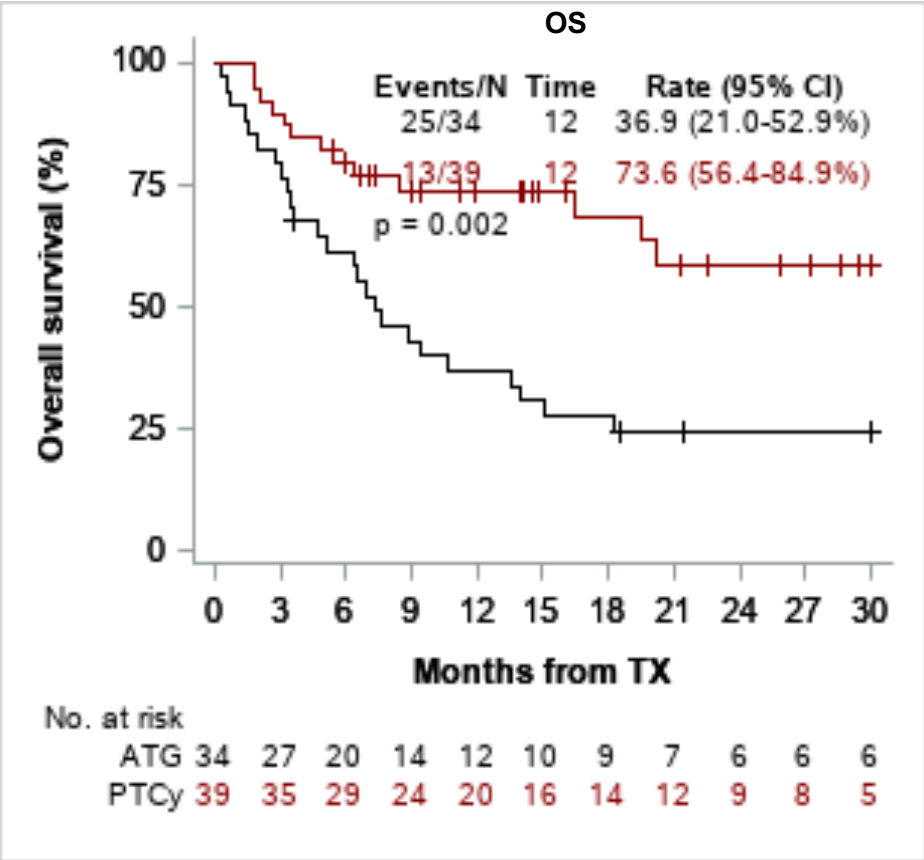 OS
Events/N Time Rate (95% CI)
25/34 12 36.9 (21.0-52.9%)
13/39 12 73.6 (56.4-84.9%)
p = 0.002
Overall survival (%)
100
75
50
25
0
0 3 6 9 12 15 18 21 24 27 30
Months from TX
No. at risk
ATG 34 27 20 14 12 10 9 7 6 6 6
PTCy 39 35 29 24 20 16 14 12 9 8 5